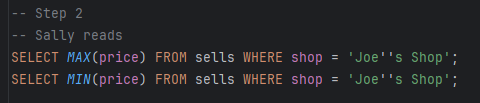 -- Step 2
-- Sally reads
SELECT MAX(price) FROM sells WHERE shop = 'Joe''s Shop';
SELECT MIN(price) FROM sells WHERE shop = 'Joe''s Shop';